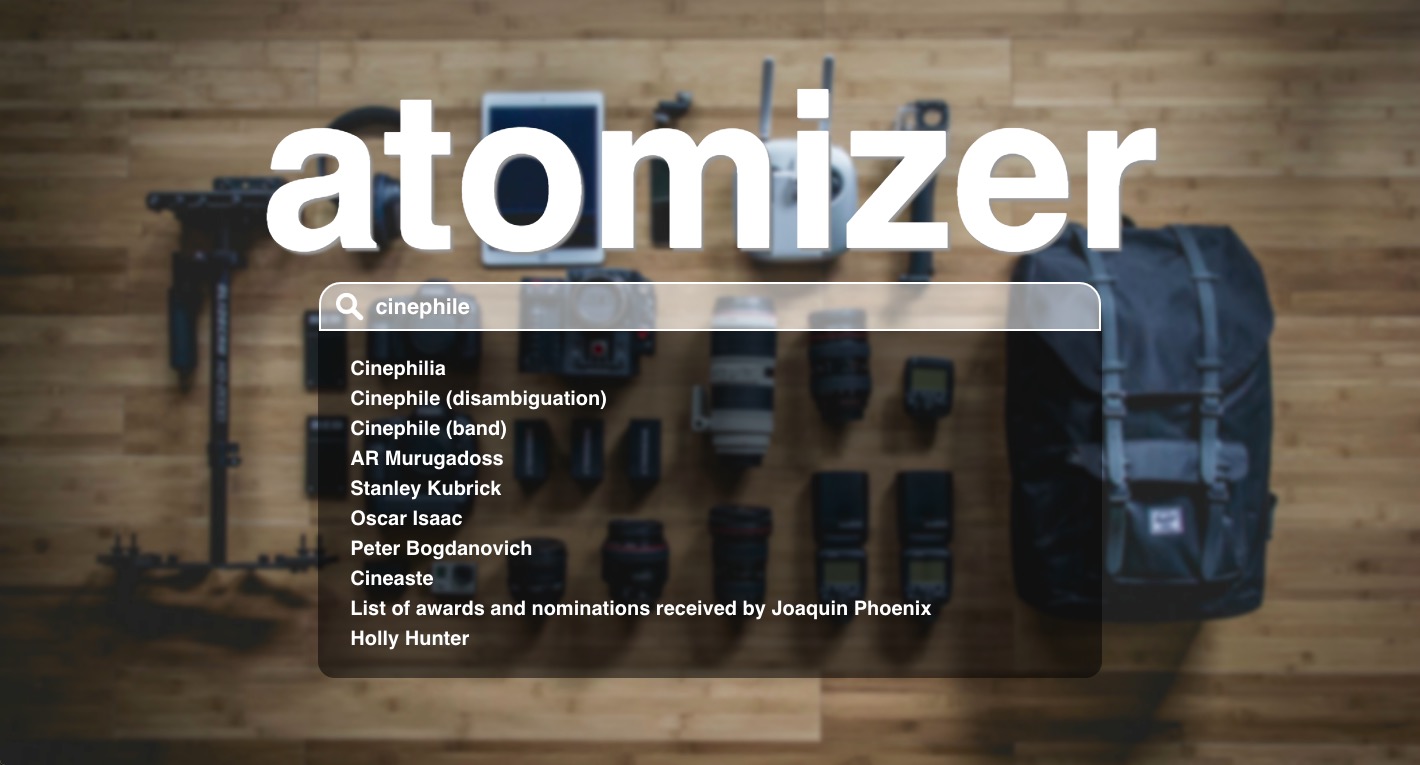 atomizer
cinephile
Cinephilia
Cinephile (disambiguation)
Cinephile (band)
AR Murugadoss
Stanley Kubrick
Oscar Isaac
Peter Bogdanovich
Cineaste
List of awards and nominations received by Joaquin Phoenix
Holly Hunter